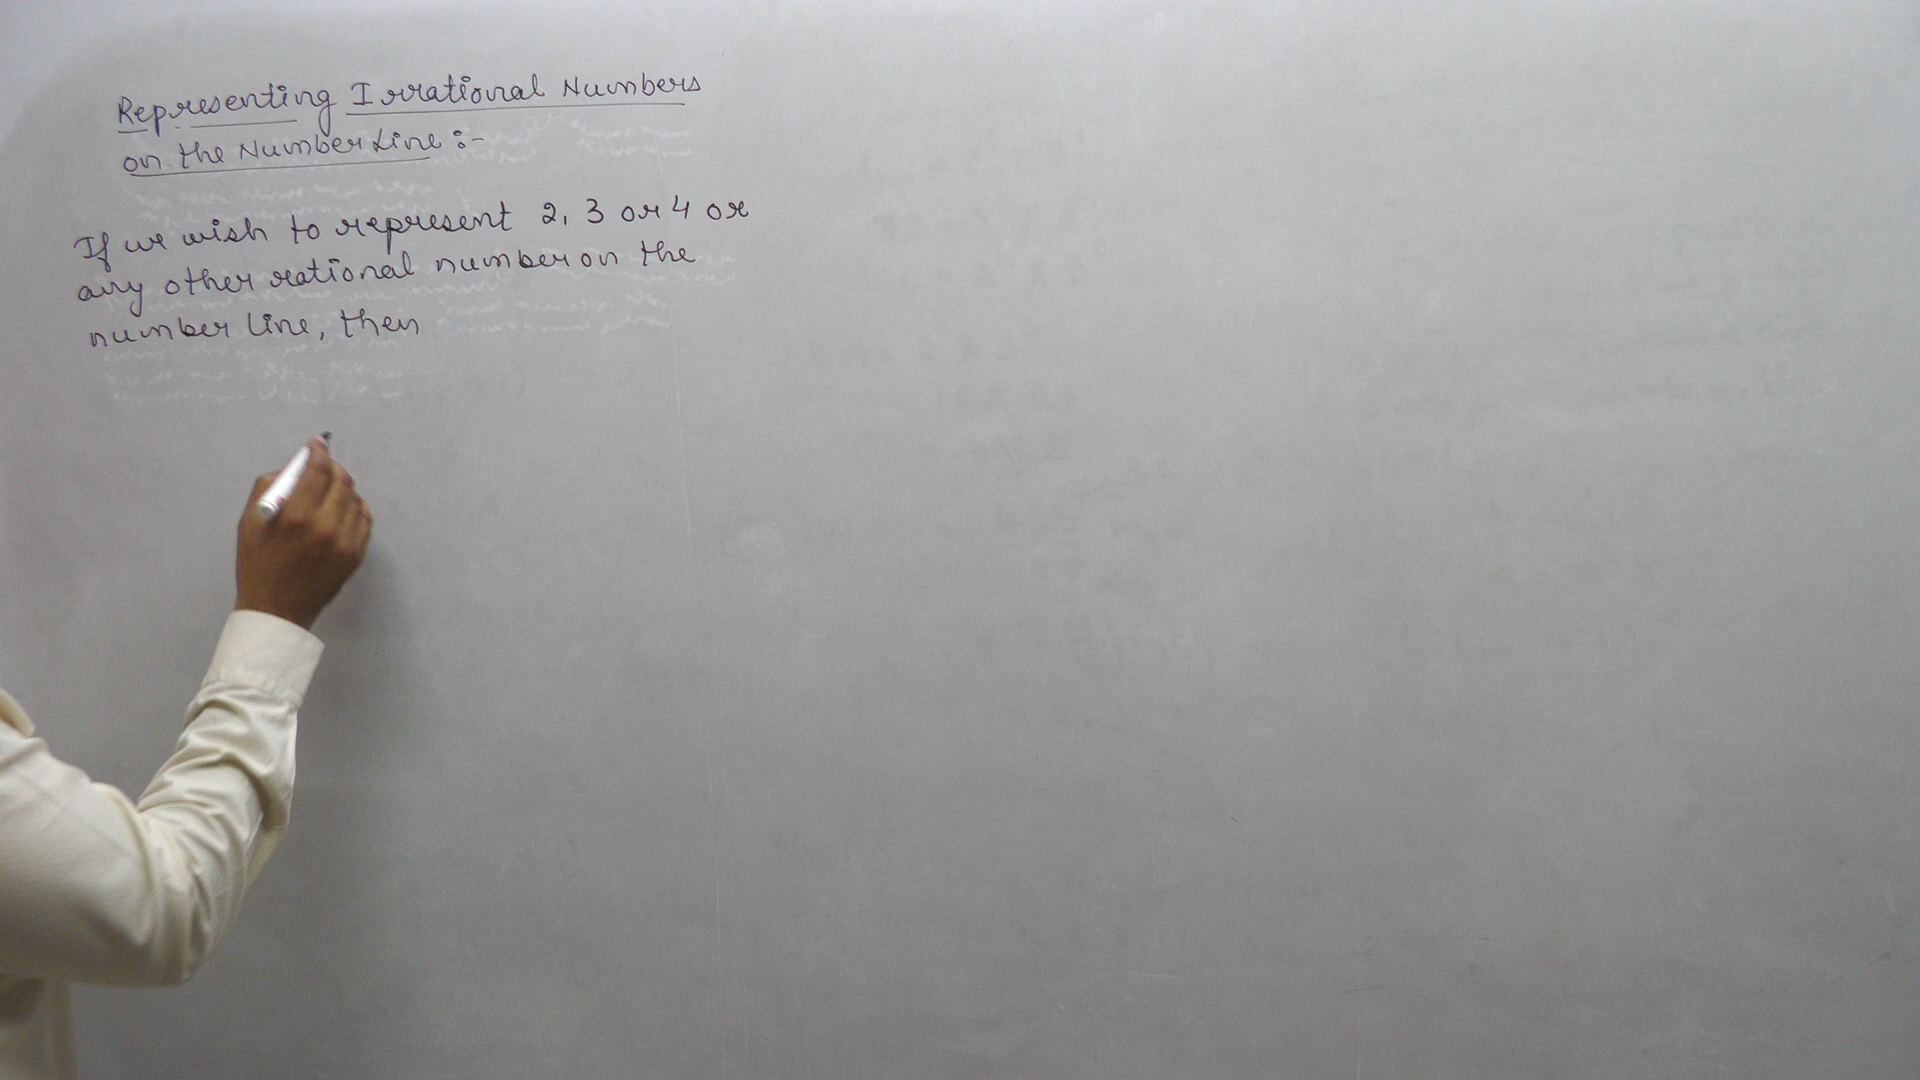 Representing Irrational Numbers
on the Number Line :-
If we wish to represent 2, 3 or 4 or
any other rational number on the
number line, then